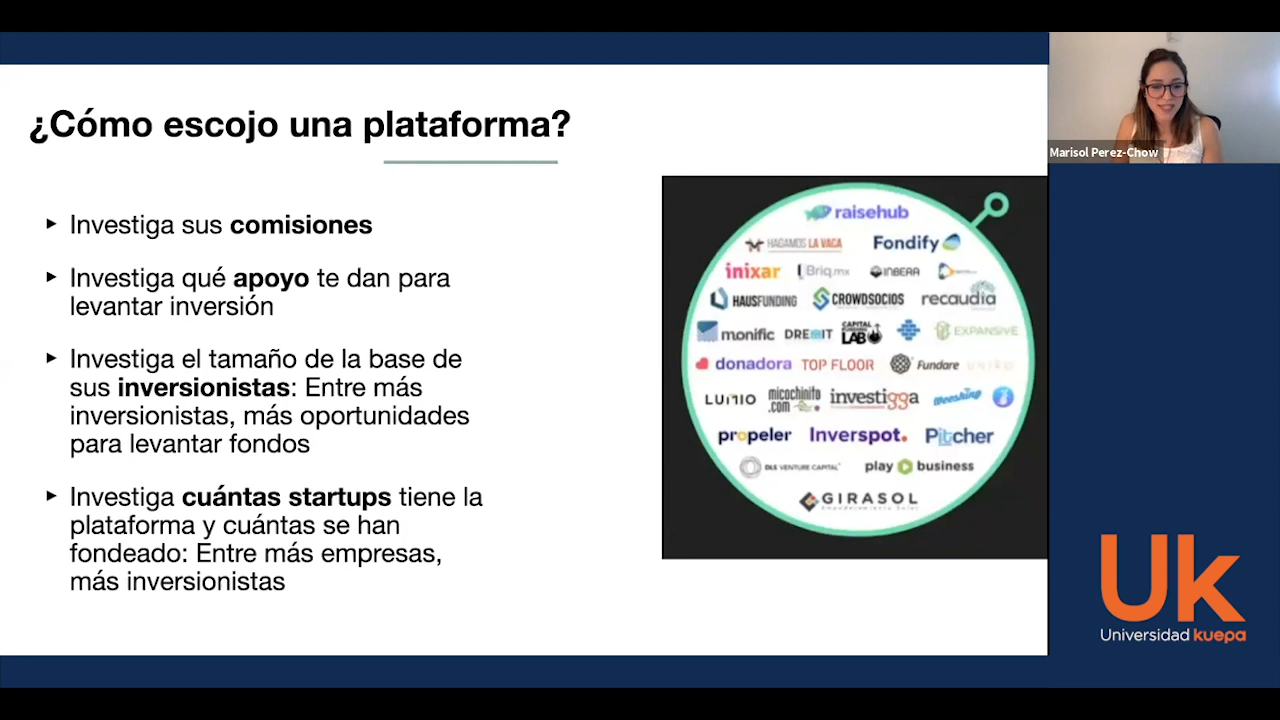 ¿Cómo escojo una plataforma?
Investiga sus comisiones
Investiga qué apoyo te dan para
levantar inversión
Investiga el tamaño de la base de
sus inversionistas: Entre más
inversionistas, más oportunidades
para levantar fondos
Investiga cuántas startups tiene la
plataforma y cuántas se han
fondeado: Entre más empresas,
más inversionistas
raisehub
HAGAMOS LA VACA Fondify
inixar Briq.mx INBERA
HAUSFUNDING CROWDSOCIOS recaudia
monific CAPITAL FUNDING LAB EXPANSIVE
donadora TOP FLOOR Fundare
LUMIO micochinito.com investigga weeshing
propeler Inverspot. Pitcher
DLS VENTURE CAPITAL play business
GIRASOL
Marisol Perez-Chow
Uk
Universidad kuepa